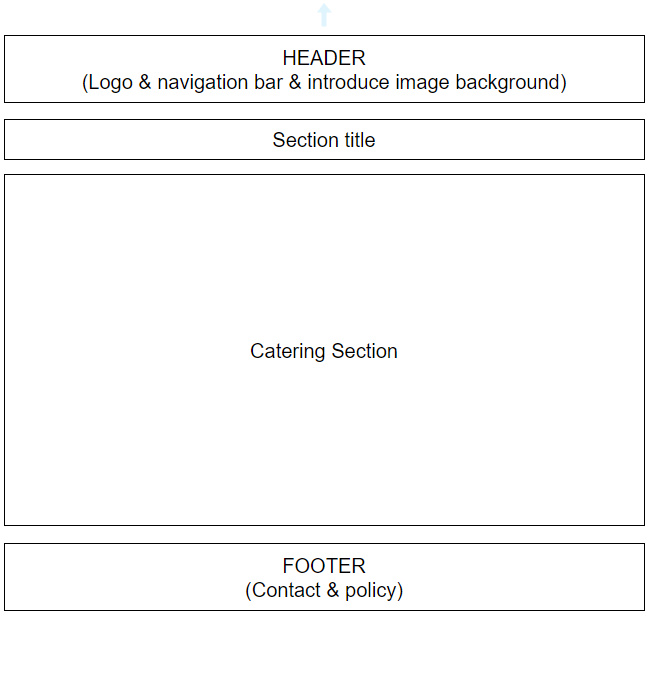 HEADER
(Logo & navigation bar & introduce image background)
Section title
Catering Section
FOOTER
(Contact & policy)